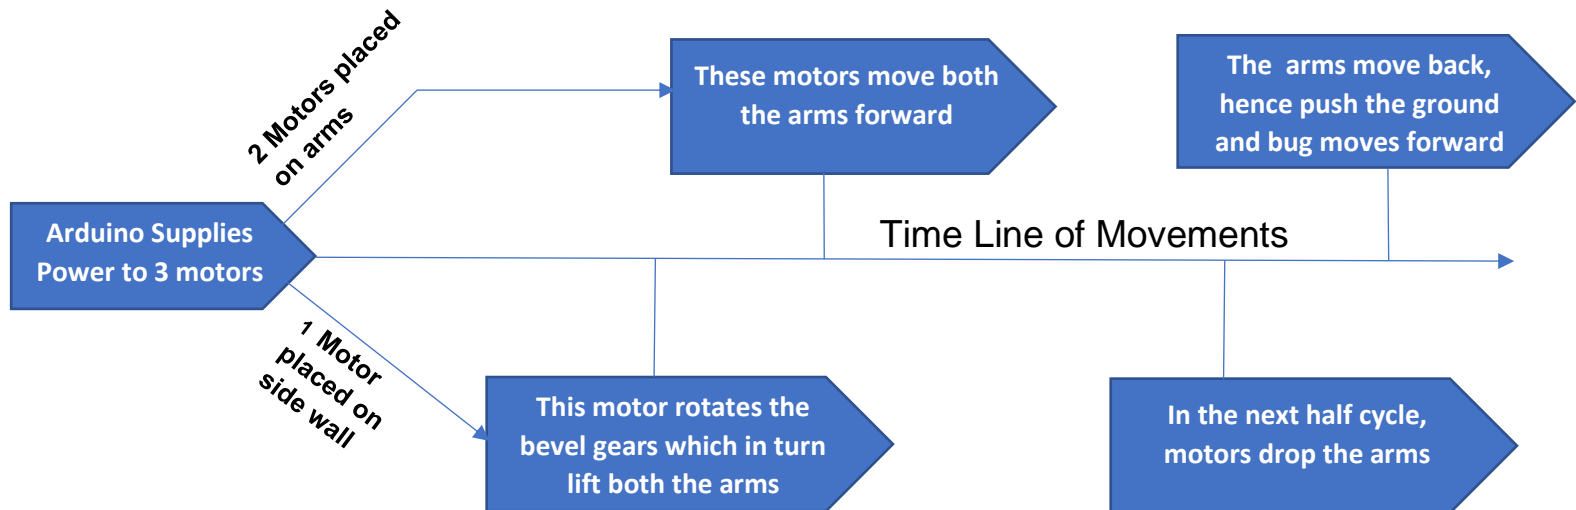 2 Motors placed
on arms
These motors move both
the arms forward
The arms move back,
hence push the ground
and bug moves forward
Arduino Supplies
Power to 3 motors
Time Line of Movements
1 Motor
placed on
side wall
This motor rotates the
bevel gears which in turn
lift both the arms
In the next half cycle,
motors drop the arms